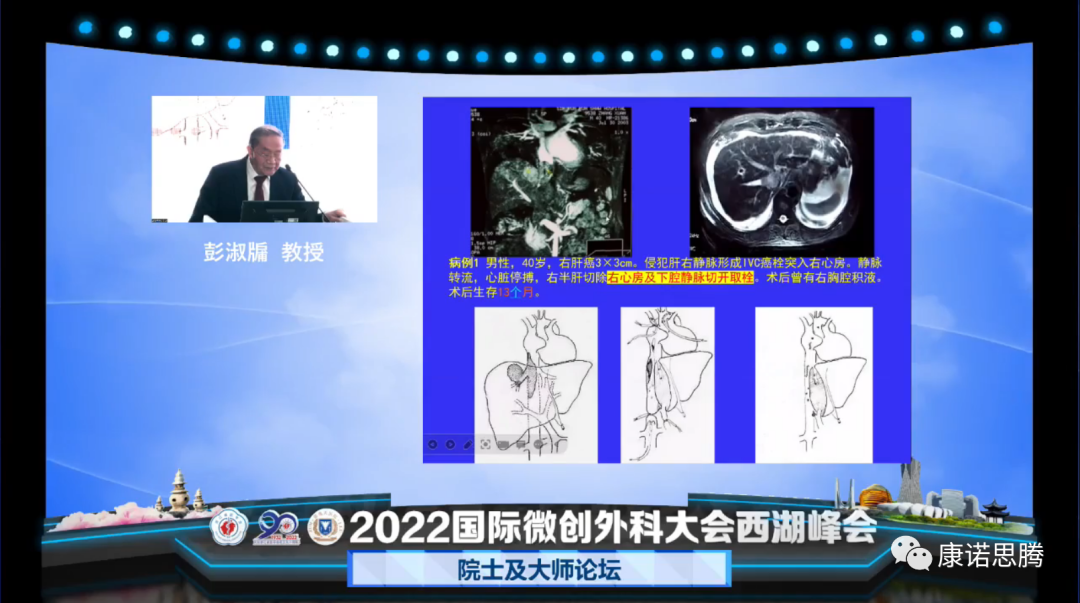 彭淑牖 教授
病例1 男性，40岁，右肝癌3×3cm。侵犯肝右静脉形成IVC癌栓突入右心房。静脉
转流，心脏停搏，右半肝切除右心房及下腔静脉切开取栓。术后曾有右胸腔积液。
术后生存13个月。
2022国际微创外科大会西湖峰会
院士及大师论坛
康诺思腾